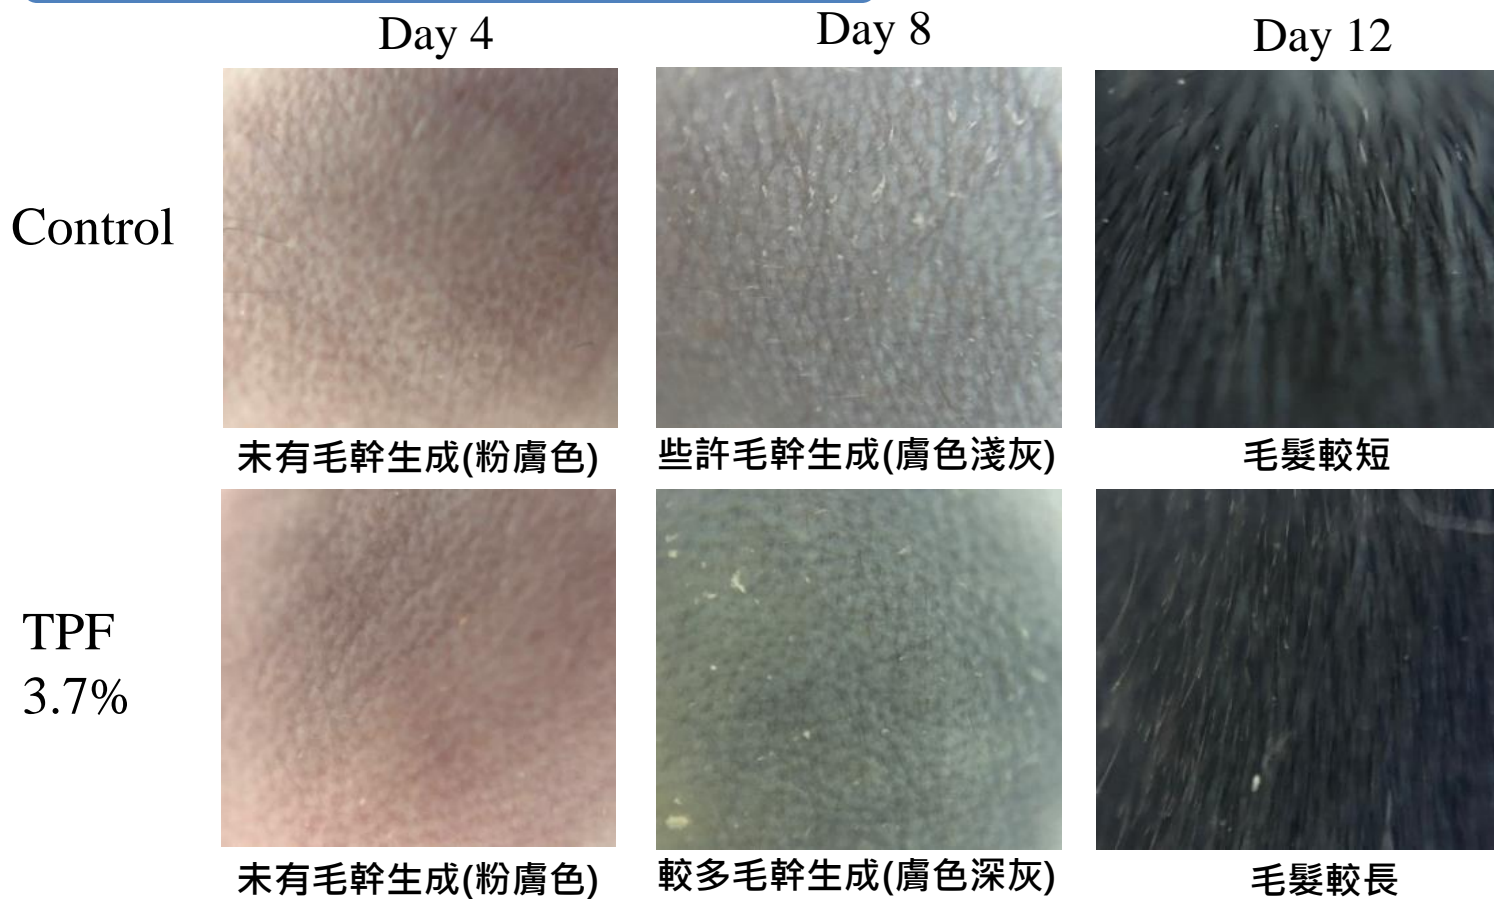 Day 4
Day 8
Day 12
Control
未有毛幹生成(粉膚色)
些許毛幹生成(膚色淺灰)
毛髮較短
TPF
3.7%
未有毛幹生成(粉膚色)
較多毛幹生成(膚色深灰)
毛髮較長